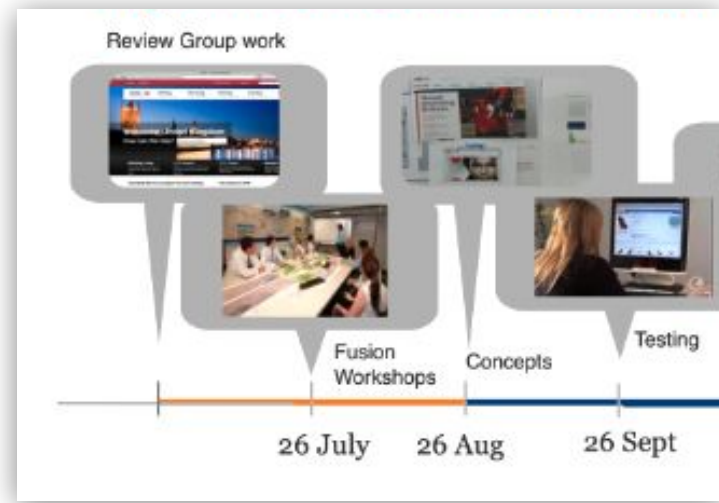 Review Group work
Fusion
Workshops
Concepts
Testing
26 July
26 Aug
26 Sept